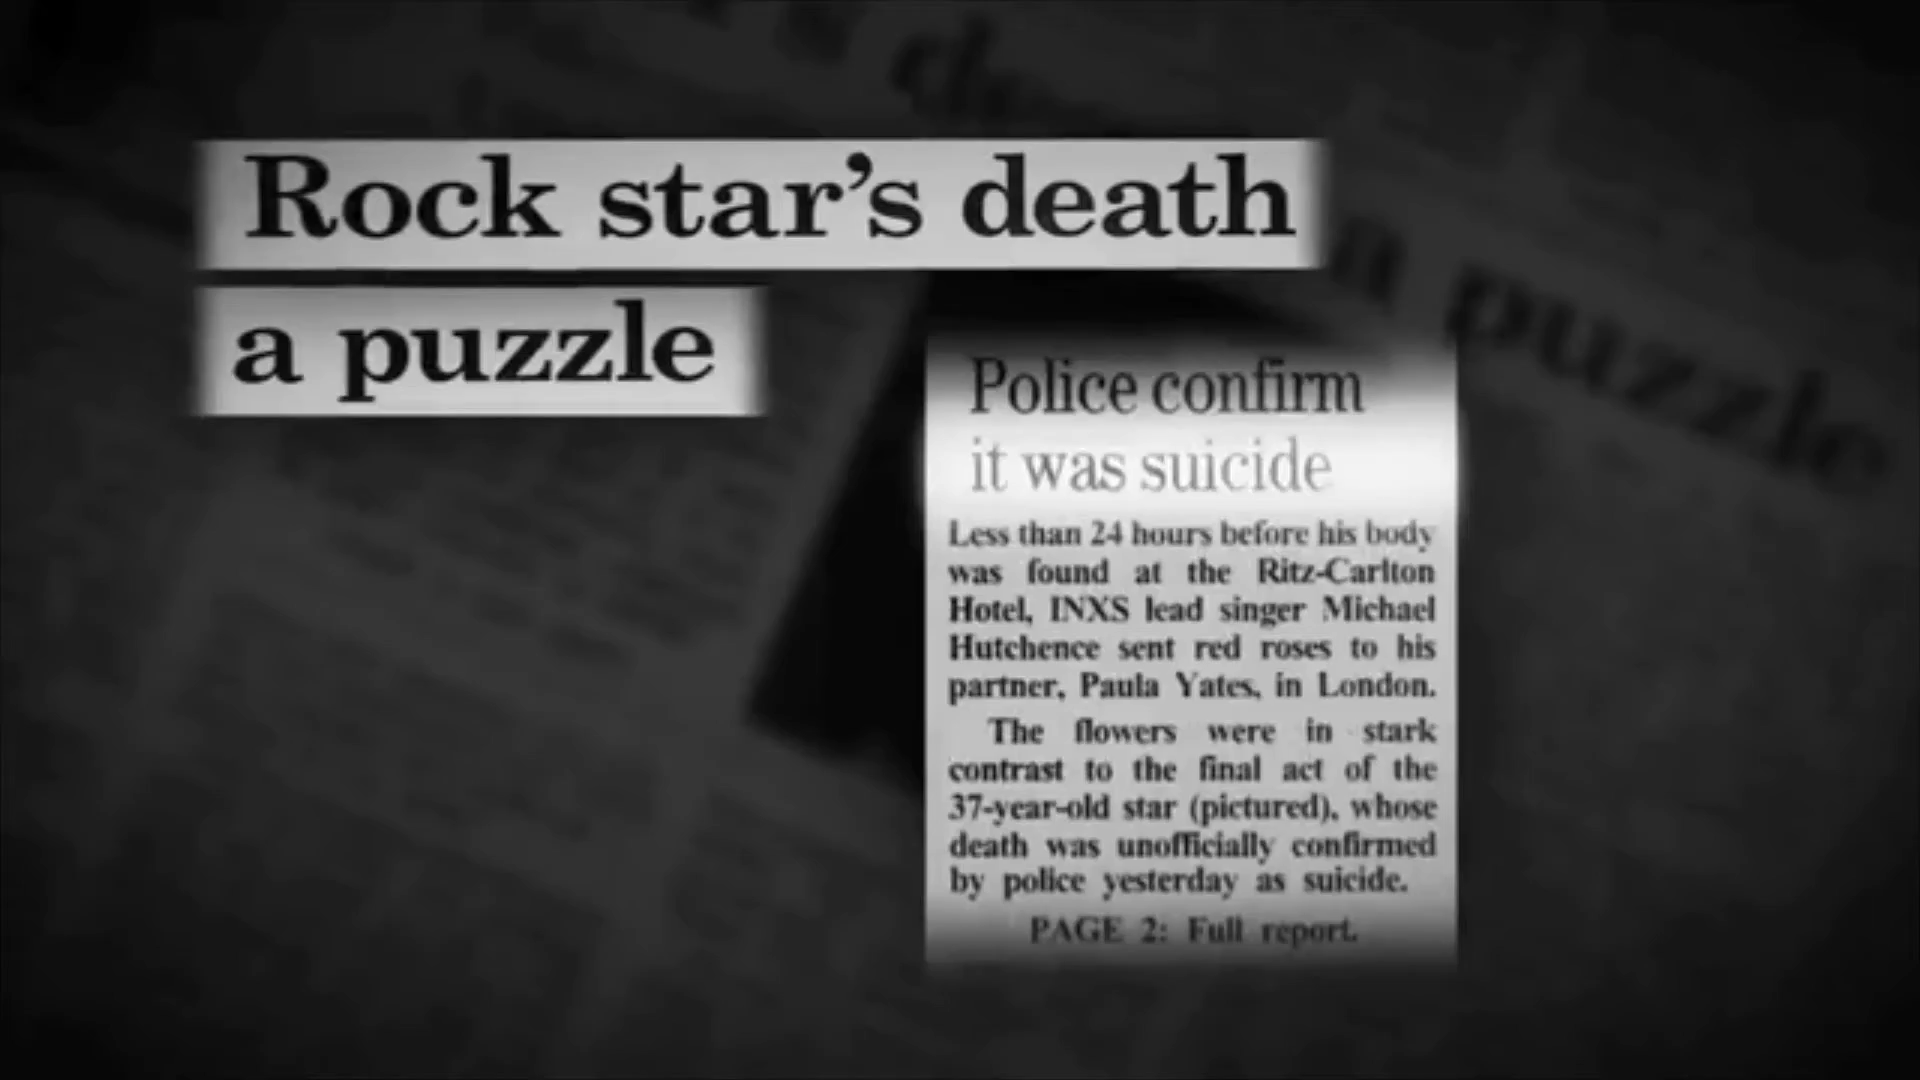 Rock star's death
a puzzle
Police confirm
it was suicide
Less than 24 hours before his body
was found at the Ritz-Carlton
Hotel, INXS lead singer Michael
Hutchence sent red roses to his
partner, Paula Yates, in London.
The flowers were in stark
contrast to the final act of the
37-year-old star (pictured), whose
death was unofficially confirmed
by police yesterday as suicide.
PAGE 2: Full report.
a puzzle